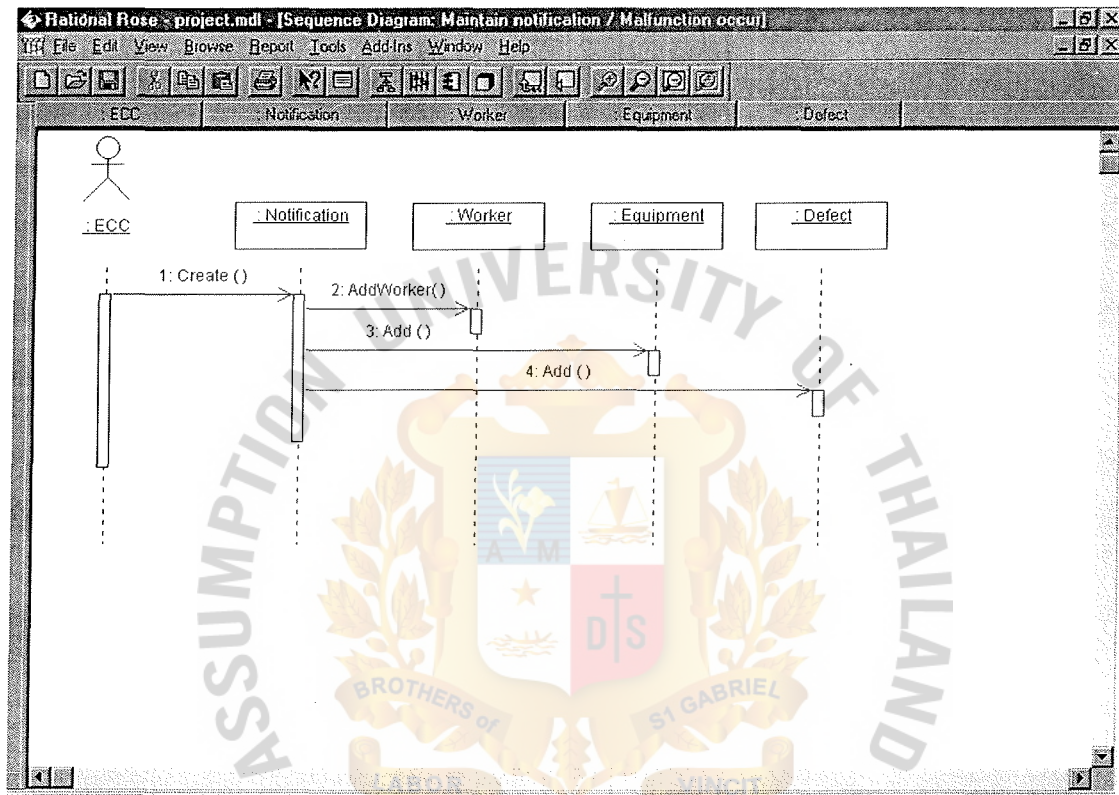 Rational Rose - project.mdl - [Sequence Diagram: Maintain notification / Malfunction occur]
File Edit View Browse Report Tools Add-Ins Window Help
: ECC : Notification : Worker : Equipment : Defect
: ECC
: Notification
: Worker
: Equipment
: Defect
1: Create ()
2: AddWorker()
3: Add ()
4: Add ()
ASSUMPTION UNIVERSITY OF THAILAND
A M
D S
BROTHERS of
ST GABRIEL
LABOR
VINCIT